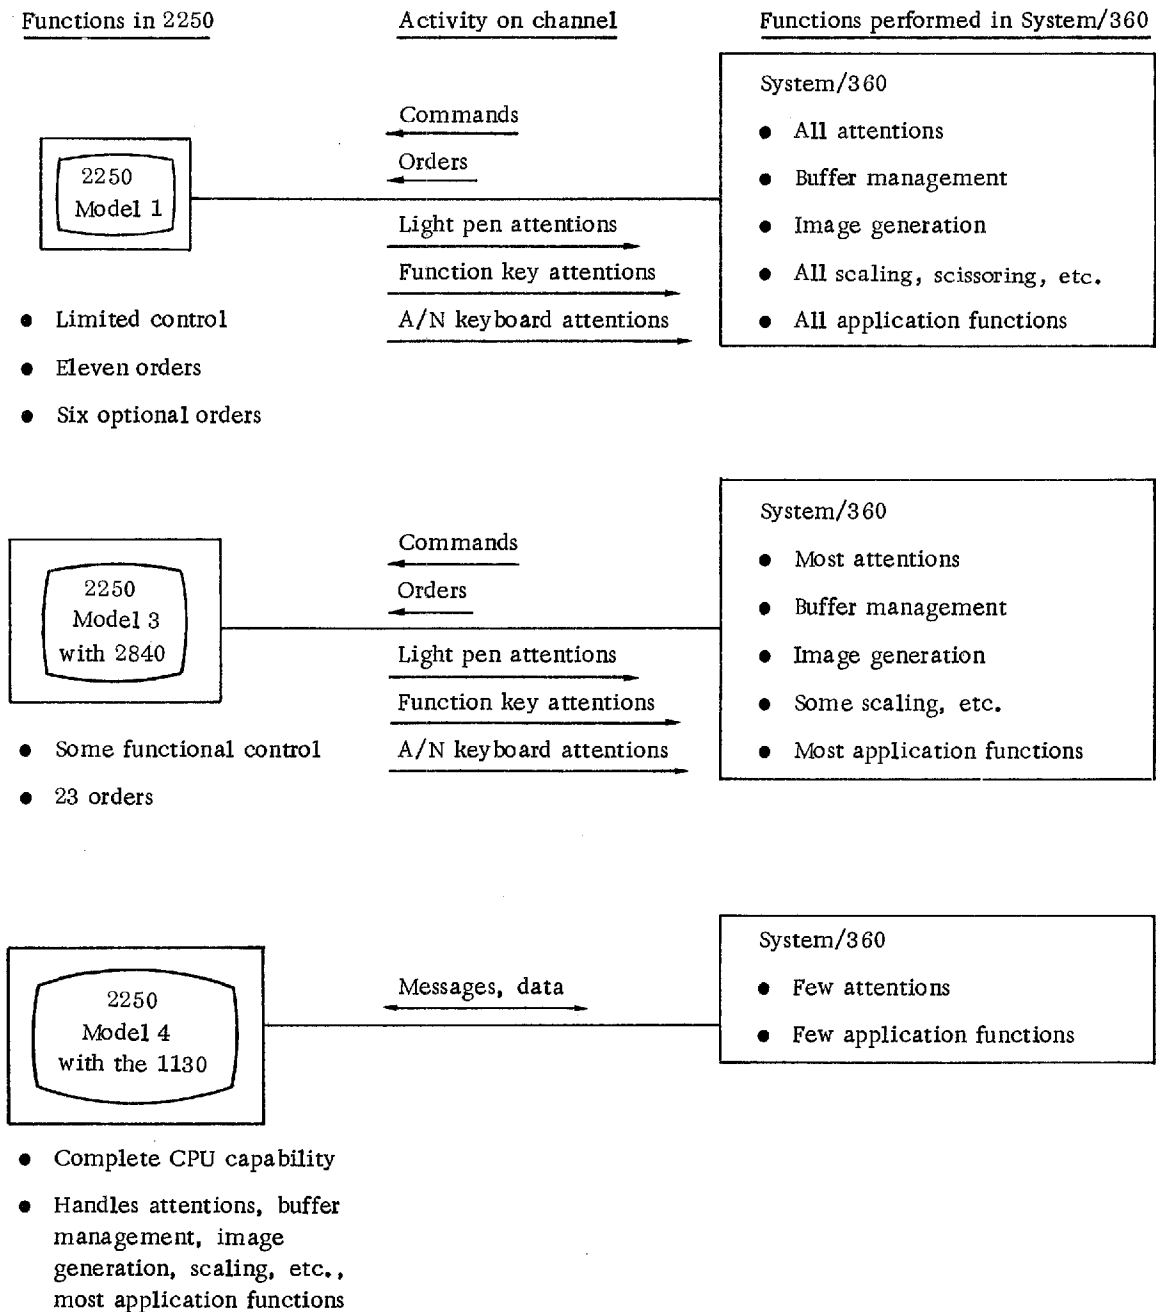 Functions in 2250
Activity on channel
Functions performed in System/360
2250
Model 1
• Limited control
• Eleven orders
• Six optional orders
Commands
Orders
Light pen attentions
Function key attentions
A/N keyboard attentions
System/360
• All attentions
• Buffer management
• Image generation
• All scaling, scissoring, etc.
• All application functions
2250
Model 3
with 2840
• Some functional control
• 23 orders
Commands
Orders
Light pen attentions
Function key attentions
A/N keyboard attentions
System/360
• Most attentions
• Buffer management
• Image generation
• Some scaling, etc.
• Most application functions
2250
Model 4
with the 1130
• Complete CPU capability
• Handles attentions, buffer
management, image
generation, scaling, etc.,
most application functions
Messages, data
System/360
• Few attentions
• Few application functions